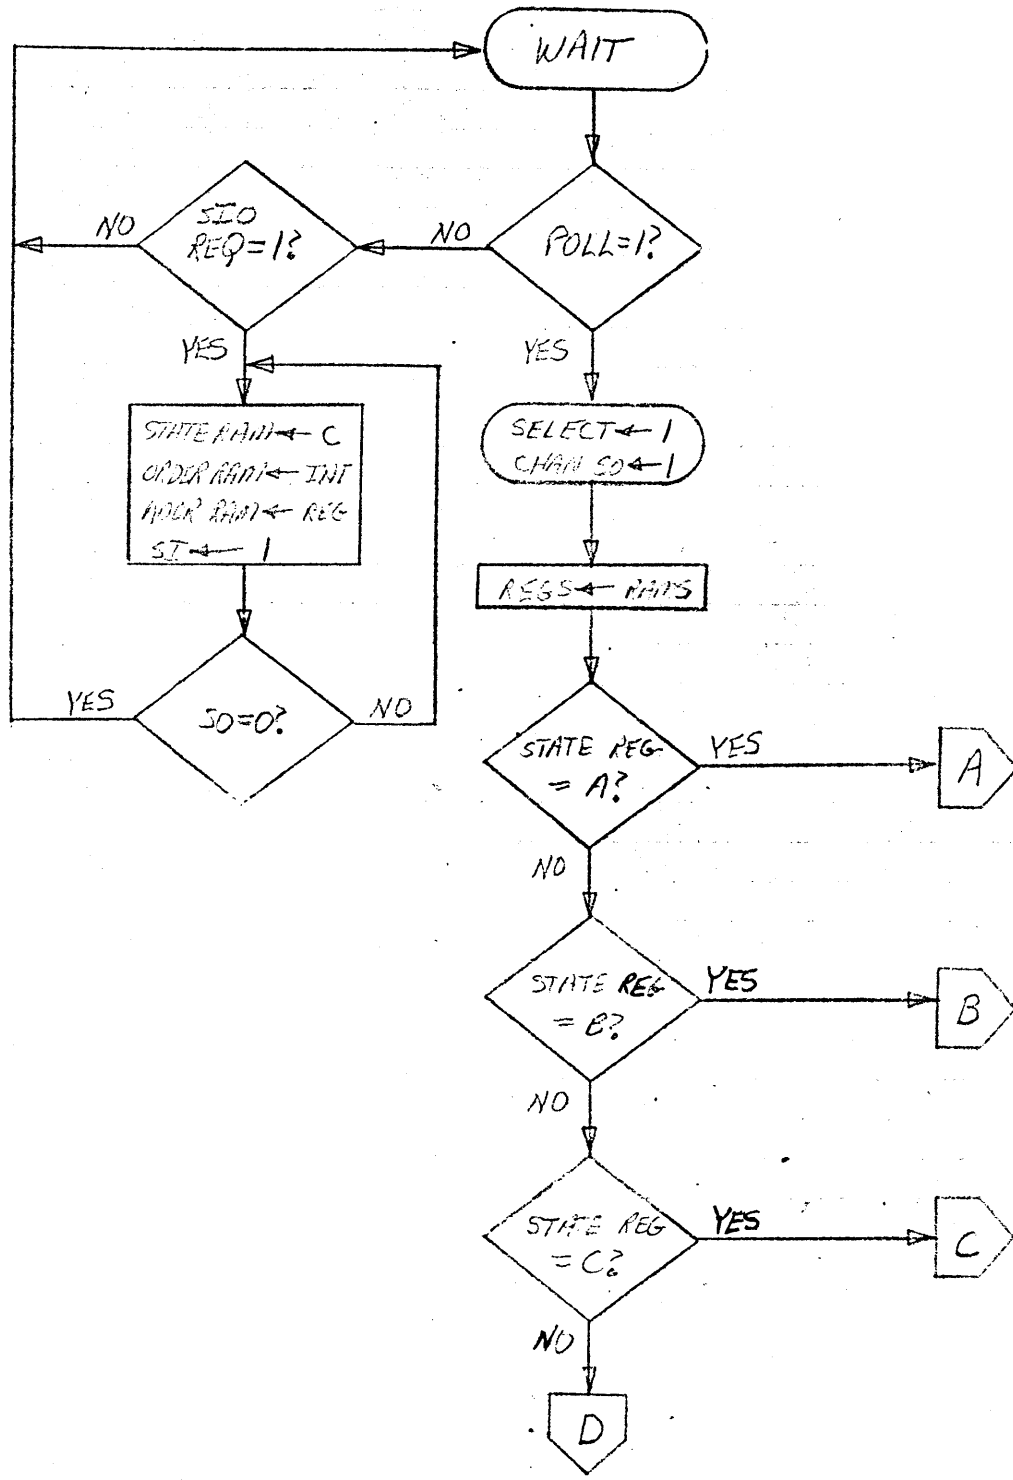 WAIT
POLL=1?
NO
SIO
REQ=1?
NO
YES
YES
STATE RAM ← C
ORDER RAM ← INT
ADDR RAM ← REG
SI ← 1
SELECT ← 1
CHAN SO ← 1
REGS ← RAMS
SO=0?
YES
NO
STATE REG
= A?
YES
A
NO
STATE REG
= B?
YES
B
NO
STATE REG
= C?
YES
C
NO
D